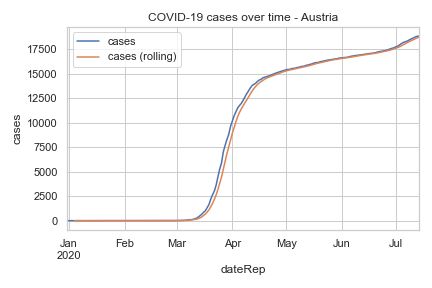 COVID-19 cases over time - Austria
cases
cases (rolling)
17500
15000
12500
10000
7500
5000
2500
0
cases
Jan Feb Mar Apr May Jun Jul
2020
dateRep